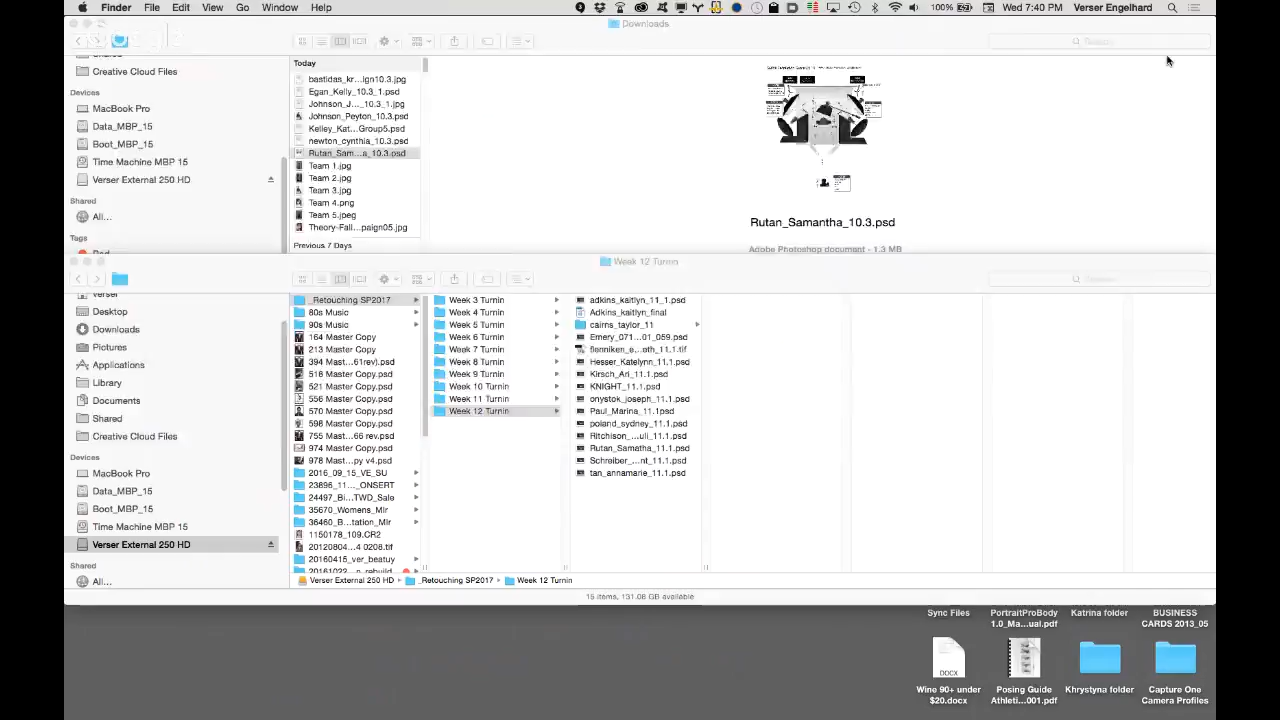 Finder File Edit View Go Window Help
100% Wed 7:40 PM Verser Engelhard
Downloads
Creative Cloud Files
Devices
MacBook Pro
Data_MBP_15
Boot_MBP_15
Time Machine MBP 15
Verser External 250 HD
Shared
All...
Tags
Today
bastidas_kr...ign10.3.jpg
Egan_Kelly_10.3_1.psd
Johnson_J..._10.3_1.jpg
Johnson_Peyton_10.3.psd
Kelley_Kat...Group5.psd
newton_cynthia_10.3.psd
Rutan_Sam...a_10.3.psd
Team 1.jpg
Team 2.jpg
Team 3.jpg
Team 4.png
Team 5.jpeg
Theory-Fall...paign05.jpg
Previous 7 Days
Rutan_Samantha_10.3.psd
Adobe Photoshop document - 1.3 MB
Week 12 Turnin
Verser
Desktop
Downloads
Pictures
Applications
Library
Documents
Shared
Creative Cloud Files
Devices
MacBook Pro
Data_MBP_15
Boot_MBP_15
Time Machine MBP 15
Verser External 250 HD
Shared
All...
_Retouching SP2017
80s Music
90s Music
164 Master Copy
213 Master Copy
394 Mast...61rev).psd
518 Master Copy.psd
521 Master Copy.psd
556 Master Copy.psd
570 Master Copy.psd
598 Master Copy.psd
755 Mast...66 rev.psd
974 Master Copy.psd
978 Mast...py v4.psd
2016_09_15_VE_SU
23896_11..._ONSERT
24497_Bi...TWD_Sale
35670_Womens_Mlr
36460_B...tation_Mlr
1150178_109.CR2
20120804...4 0208.tif
20160415_ver_beatuy
Week 3 Turnin
Week 4 Turnin
Week 5 Turnin
Week 6 Turnin
Week 7 Turnin
Week 8 Turnin
Week 9 Turnin
Week 10 Turnin
Week 11 Turnin
Week 12 Turnin
adkins_kaitlyn_11_1.psd
Adkins_kaitlyn_final
cairns_taylor_11
Emery_071...01_059.psd
flenniken_e...eth_11.1.tif
Hesser_Katelynn_11.1.psd
Kirsch_Ari_11.1.psd
KNIGHT_11.1.psd
onystok_joseph_11.1.psd
Paul_Marina_11.1psd
poland_sydney_11.1.psd
Ritchison_...uli_11.1.psd
Rutan_Samatha_11.1.psd
Schreiber_...nt_11.1.psd
tan_annamarie_11.1.psd
Verser External 250 HD _Retouching SP2017 Week 12 Turnin
15 items, 131.08 GB available
Sync Files
PortraitProBody
1.0_Ma...ual.pdf
Katrina folder
BUSINESS
CARDS 2013_05
DOCX
Wine 90+ under
$20.docx
Posing Guide
Athleti...001.pdf
Khrystyna folder
Capture One
Camera Profiles